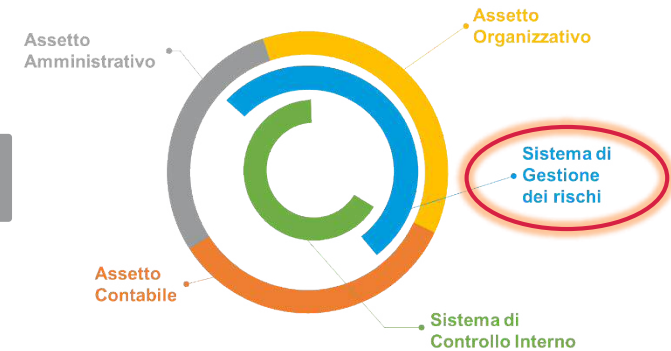 Assetto
Organizzativo
Assetto
Amministrativo
Sistema di
Gestione
dei rischi
Assetto
Contabile
Sistema di
Controllo Interno